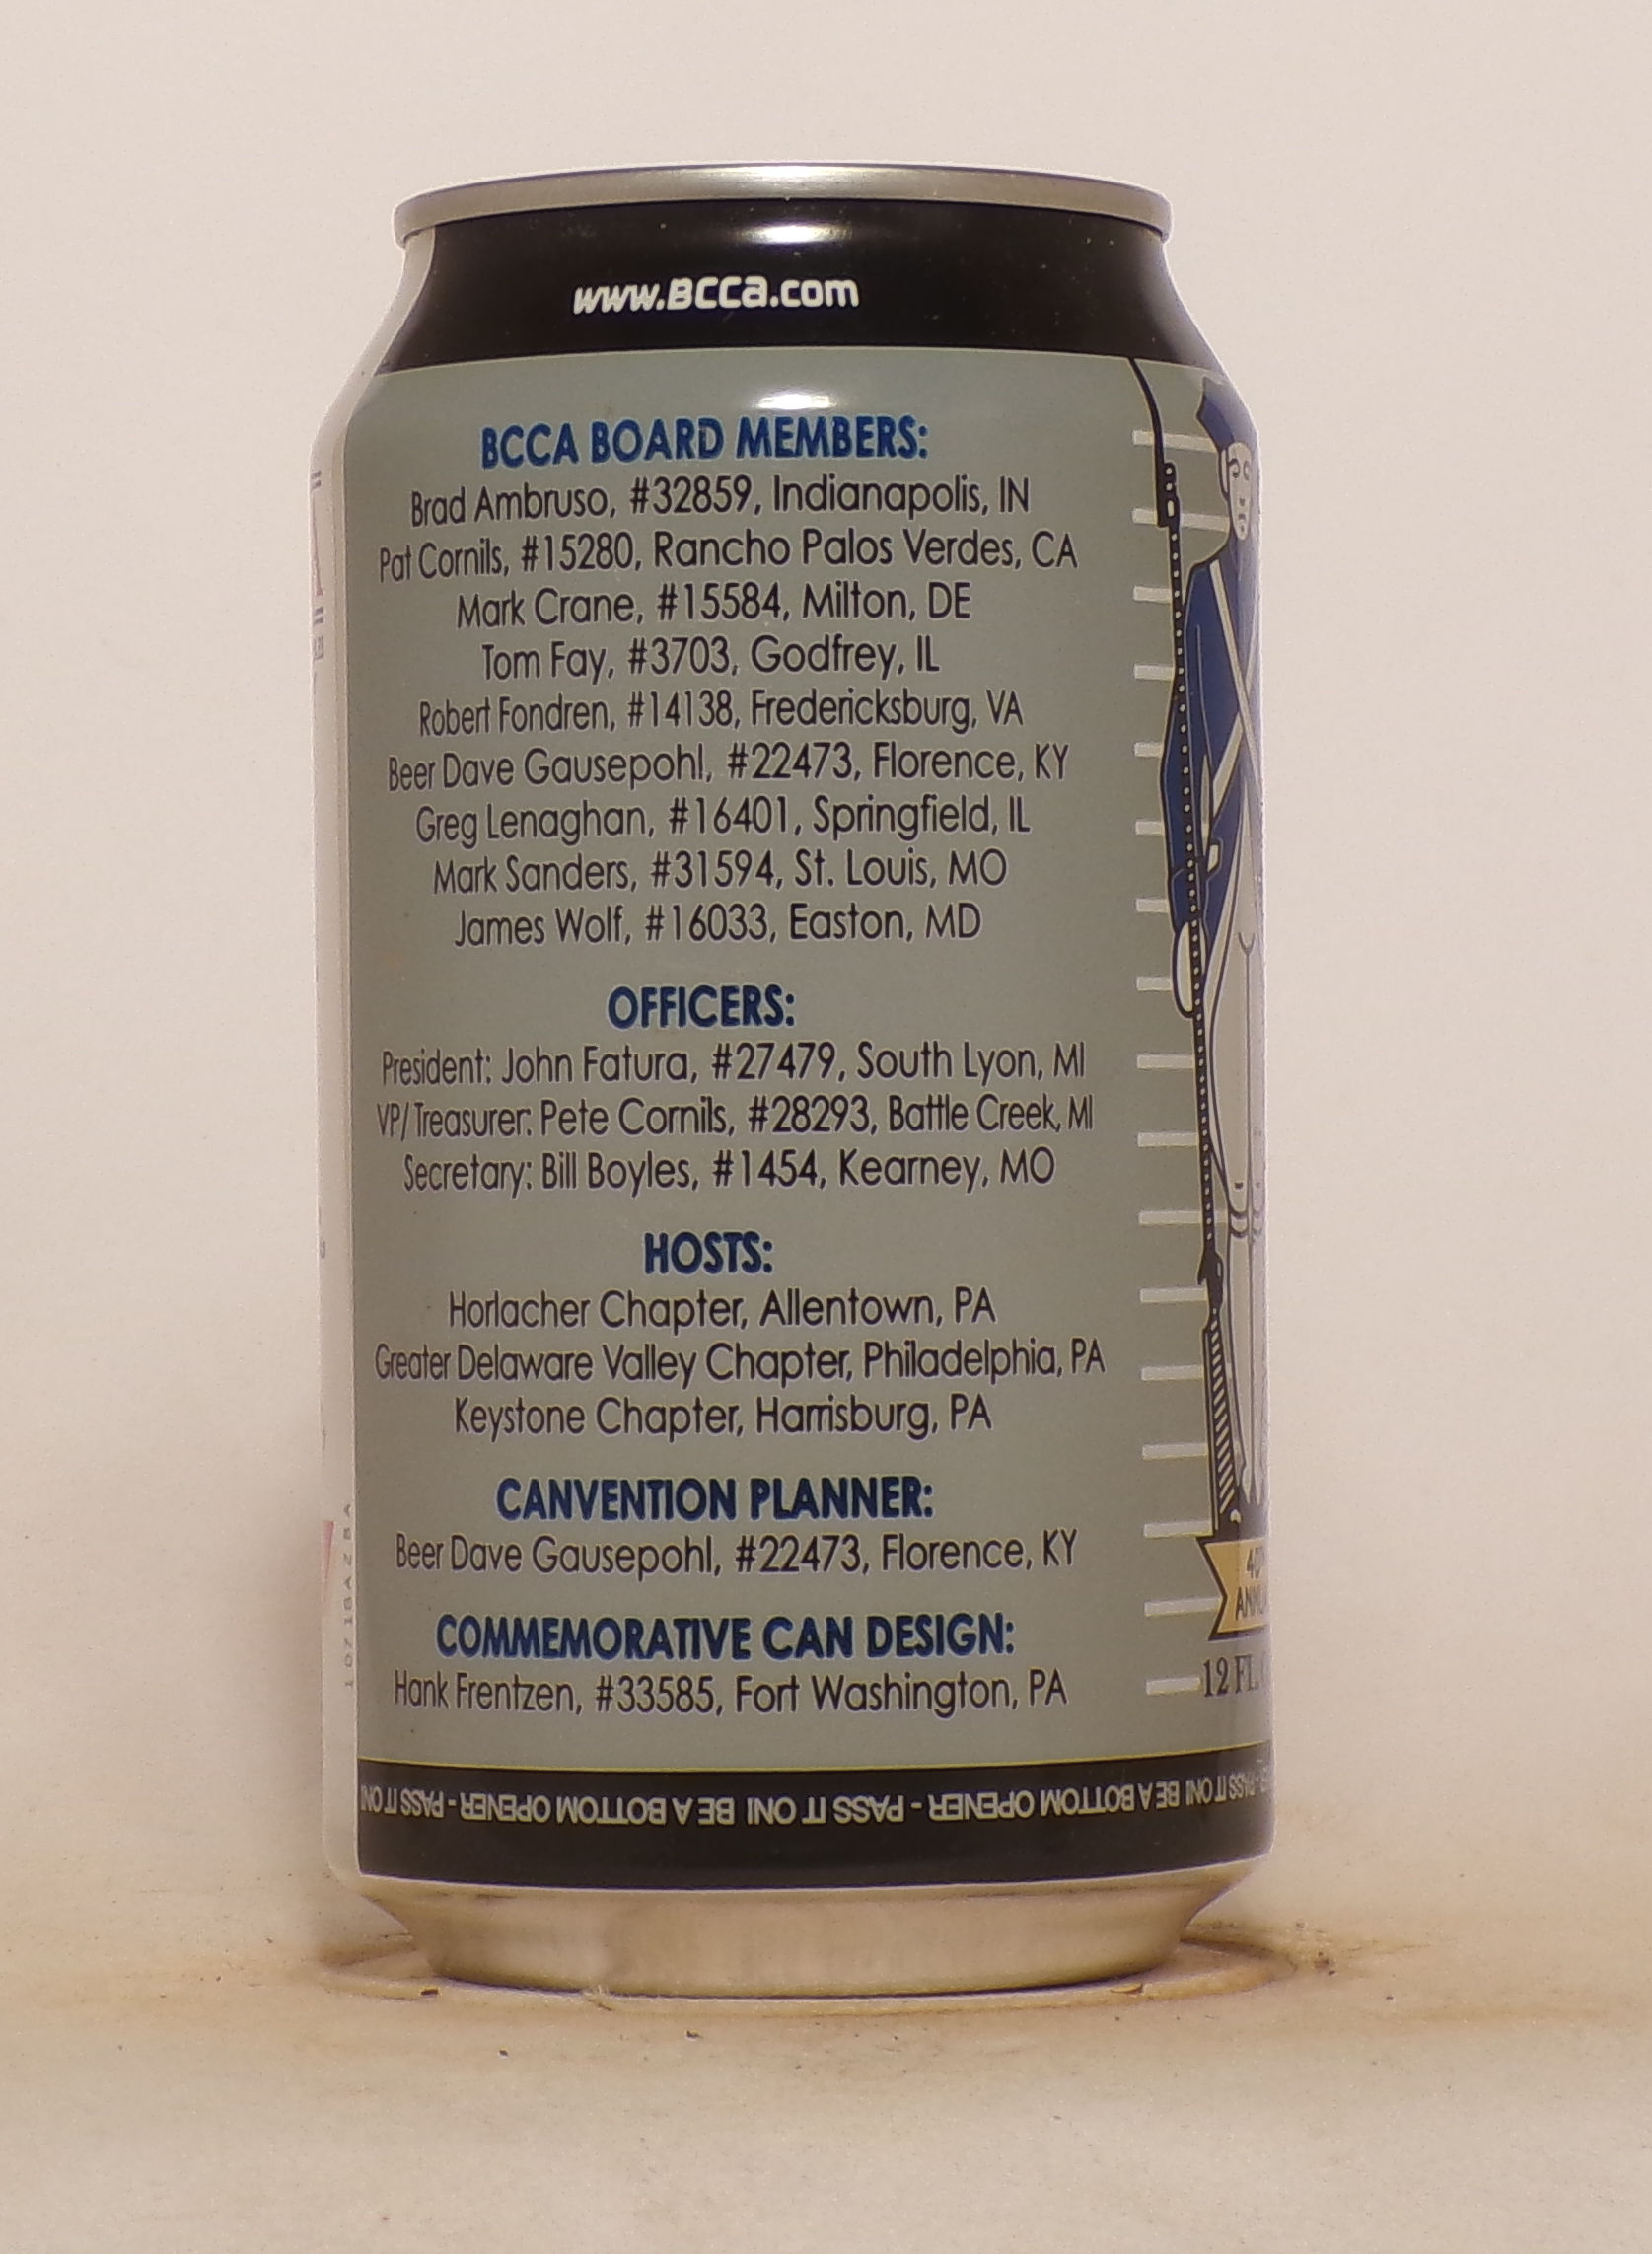 www.BCCa.com
BCCA BOARD MEMBERS:
Brad Ambruso, #32859, Indianapolis, IN
Pat Cornils, #15280, Rancho Palos Verdes, CA
Mark Crane, #15584, Milton, DE
Tom Fay, #3703, Godfrey, IL
Robert Fondren, #14138, Fredericksburg, VA
Beer Dave Gausepohl, #22473, Florence, KY
Greg Lenaghan, #16401, Springfield, IL
Mark Sanders, #31594, St. Louis, MO
James Wolf, #16033, Easton, MD
OFFICERS:
President: John Fatura, #27479, South Lyon, MI
VP/Treasurer: Pete Cornils, #28293, Battle Creek, MI
Secretary: Bill Boyles, #1454, Kearney, MO
HOSTS:
Horlacher Chapter, Allentown, PA
Greater Delaware Valley Chapter, Philadelphia, PA
Keystone Chapter, Harrisburg, PA
CANVENTION PLANNER:
Beer Dave Gausepohl, #22473, Florence, KY
COMMEMORATIVE CAN DESIGN:
Hank Frentzen, #33585, Fort Washington, PA
12 FL.
PASS IT ON! BE A BOTTOM OPENER - PASS IT ON! BE A BOTTOM OPENER - PASS IT ON!